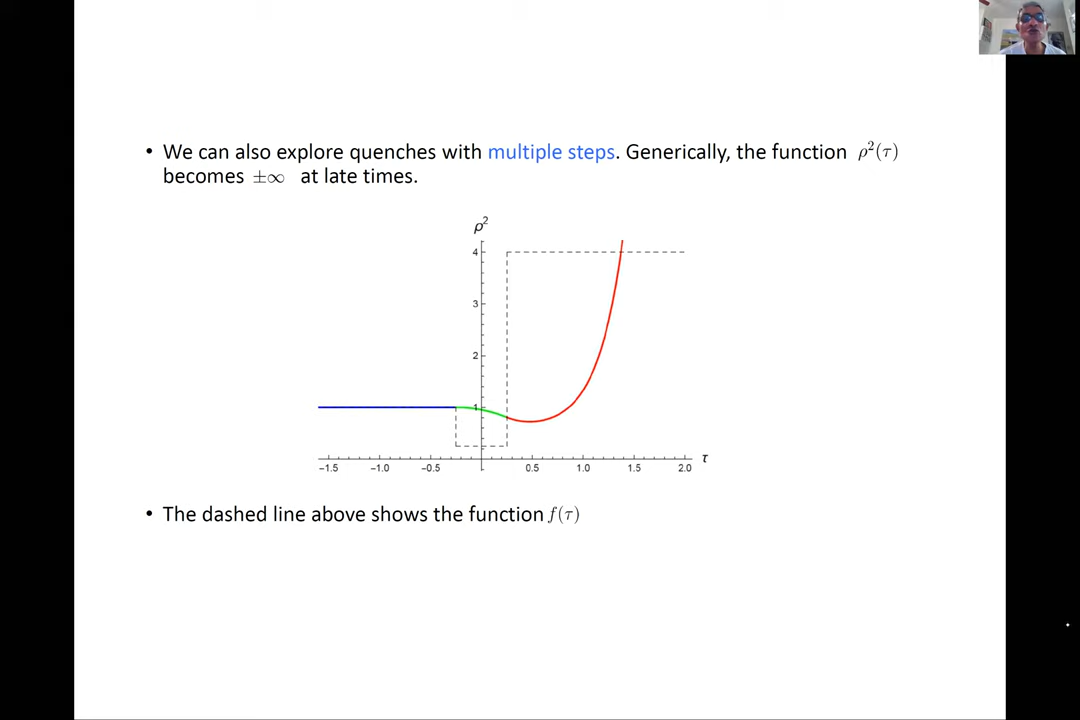 • We can also explore quenches with multiple steps. Generically, the function ρ²(τ)
becomes ±∞ at late times.
ρ²
4
3
2
1
−1.5 −1.0 −0.5 0.5 1.0 1.5 2.0 τ
• The dashed line above shows the function f(τ)